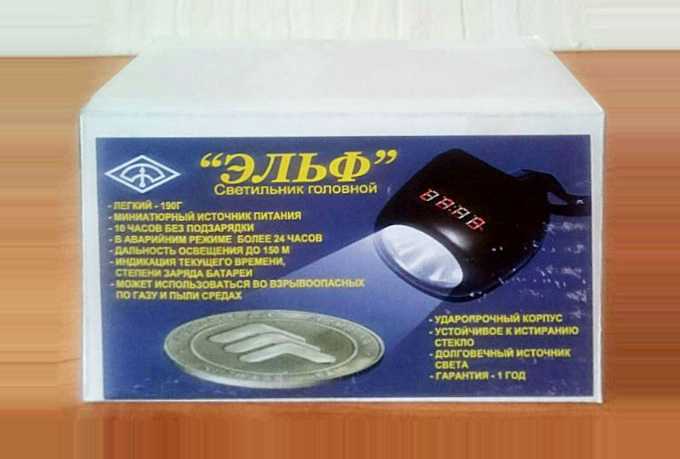 "ЭЛЬФ"
Светильник головной
- ЛЕГКИЙ - 190Г
- МИНИАТЮРНЫЙ ИСТОЧНИК ПИТАНИЯ
- 10 ЧАСОВ БЕЗ ПОДЗАРЯДКИ
- В АВАРИЙНИМ РЕЖИМЕ БОЛЕЕ 24 ЧАСОВ
- ДАЛЬНОСТЬ ОСВЕЩЕНИЯ ДО 150 М
- ИНДИКАЦИЯ ТЕКУЩЕГО ВРЕМЕНИ,
СТЕПЕНИ ЗАРЯДА БАТАРЕИ
- МОЖЕТ ИСПОЛЬЗОВАТЬСЯ ВО ВЗРЫВООПАСНЫХ
ПО ГАЗУ И ПЫЛИ СРЕДАХ
- УДАРОПРОЧНЫЙ КОРПУС
- УСТОЙЧИВОЕ К ИСТИРАНИЮ
СТЕКЛО
- ДОЛГОВЕЧНЫЙ ИСТОЧНИК
СВЕТА
- ГАРАНТИЯ - 1 ГОД